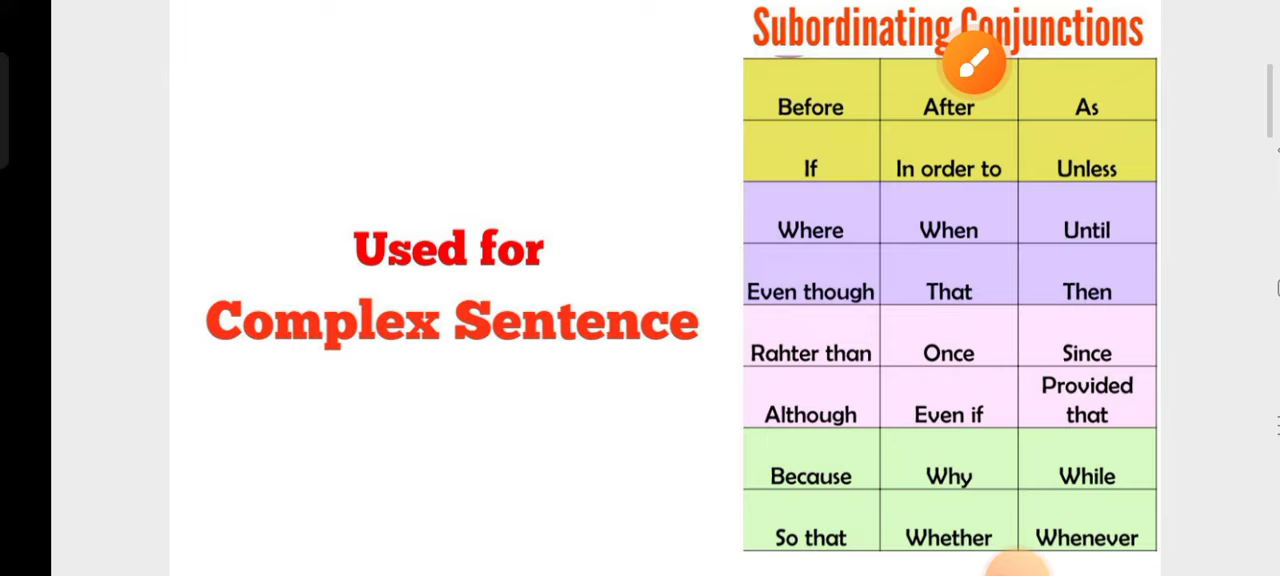 Subordinating Conjunctions
Before After As
If In order to Unless
Where When Until
Even though That Then
Rahter than Once Since
Although Even if Provided that
Because Why While
So that Whether Whenever
Used for
Complex Sentence